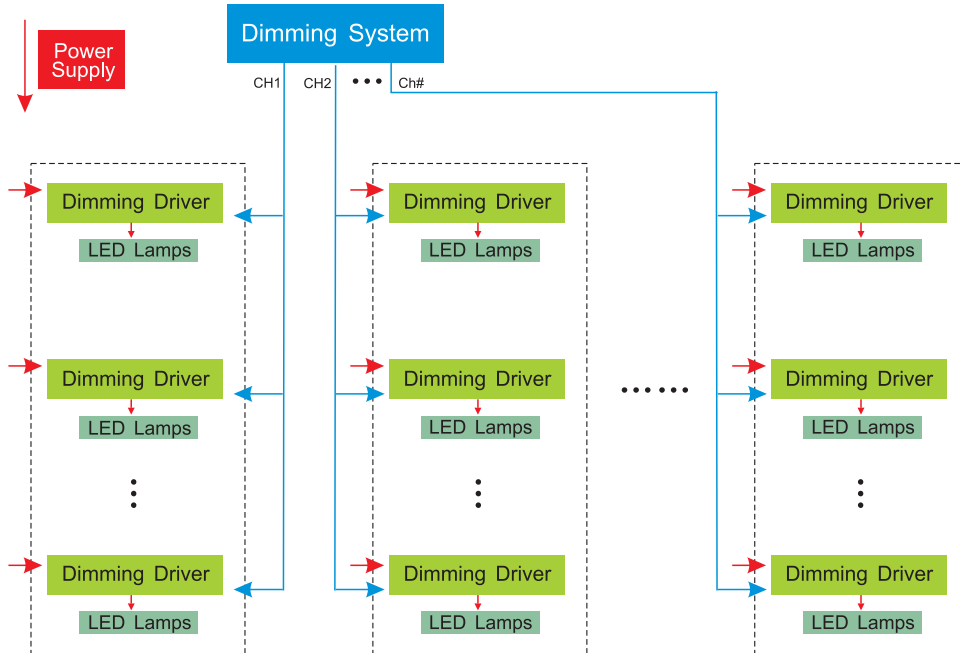 Dimming System
Power
Supply
CH1
CH2
Ch#
Dimming Driver
LED Lamps
Dimming Driver
LED Lamps
Dimming Driver
LED Lamps
Dimming Driver
LED Lamps
Dimming Driver
LED Lamps
Dimming Driver
LED Lamps
Dimming Driver
LED Lamps
Dimming Driver
LED Lamps
Dimming Driver
LED Lamps